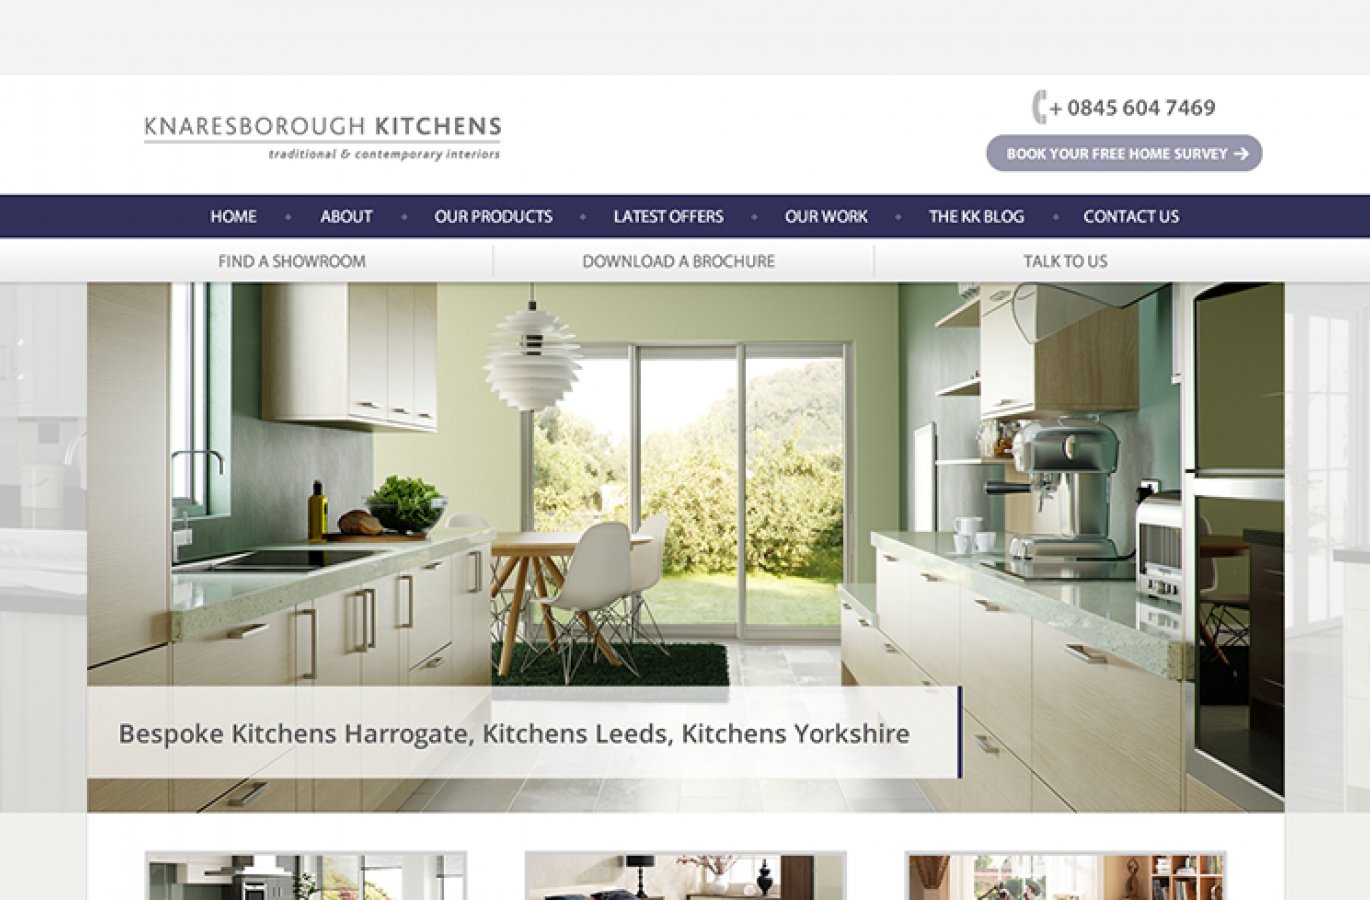 KNARESBOROUGH KITCHENS
traditional & contemporary interiors
+ 0845 604 7469
BOOK YOUR FREE HOME SURVEY
HOME ABOUT OUR PRODUCTS LATEST OFFERS OUR WORK THE KK BLOG CONTACT US
FIND A SHOWROOM DOWNLOAD A BROCHURE TALK TO US
Bespoke Kitchens Harrogate, Kitchens Leeds, Kitchens Yorkshire